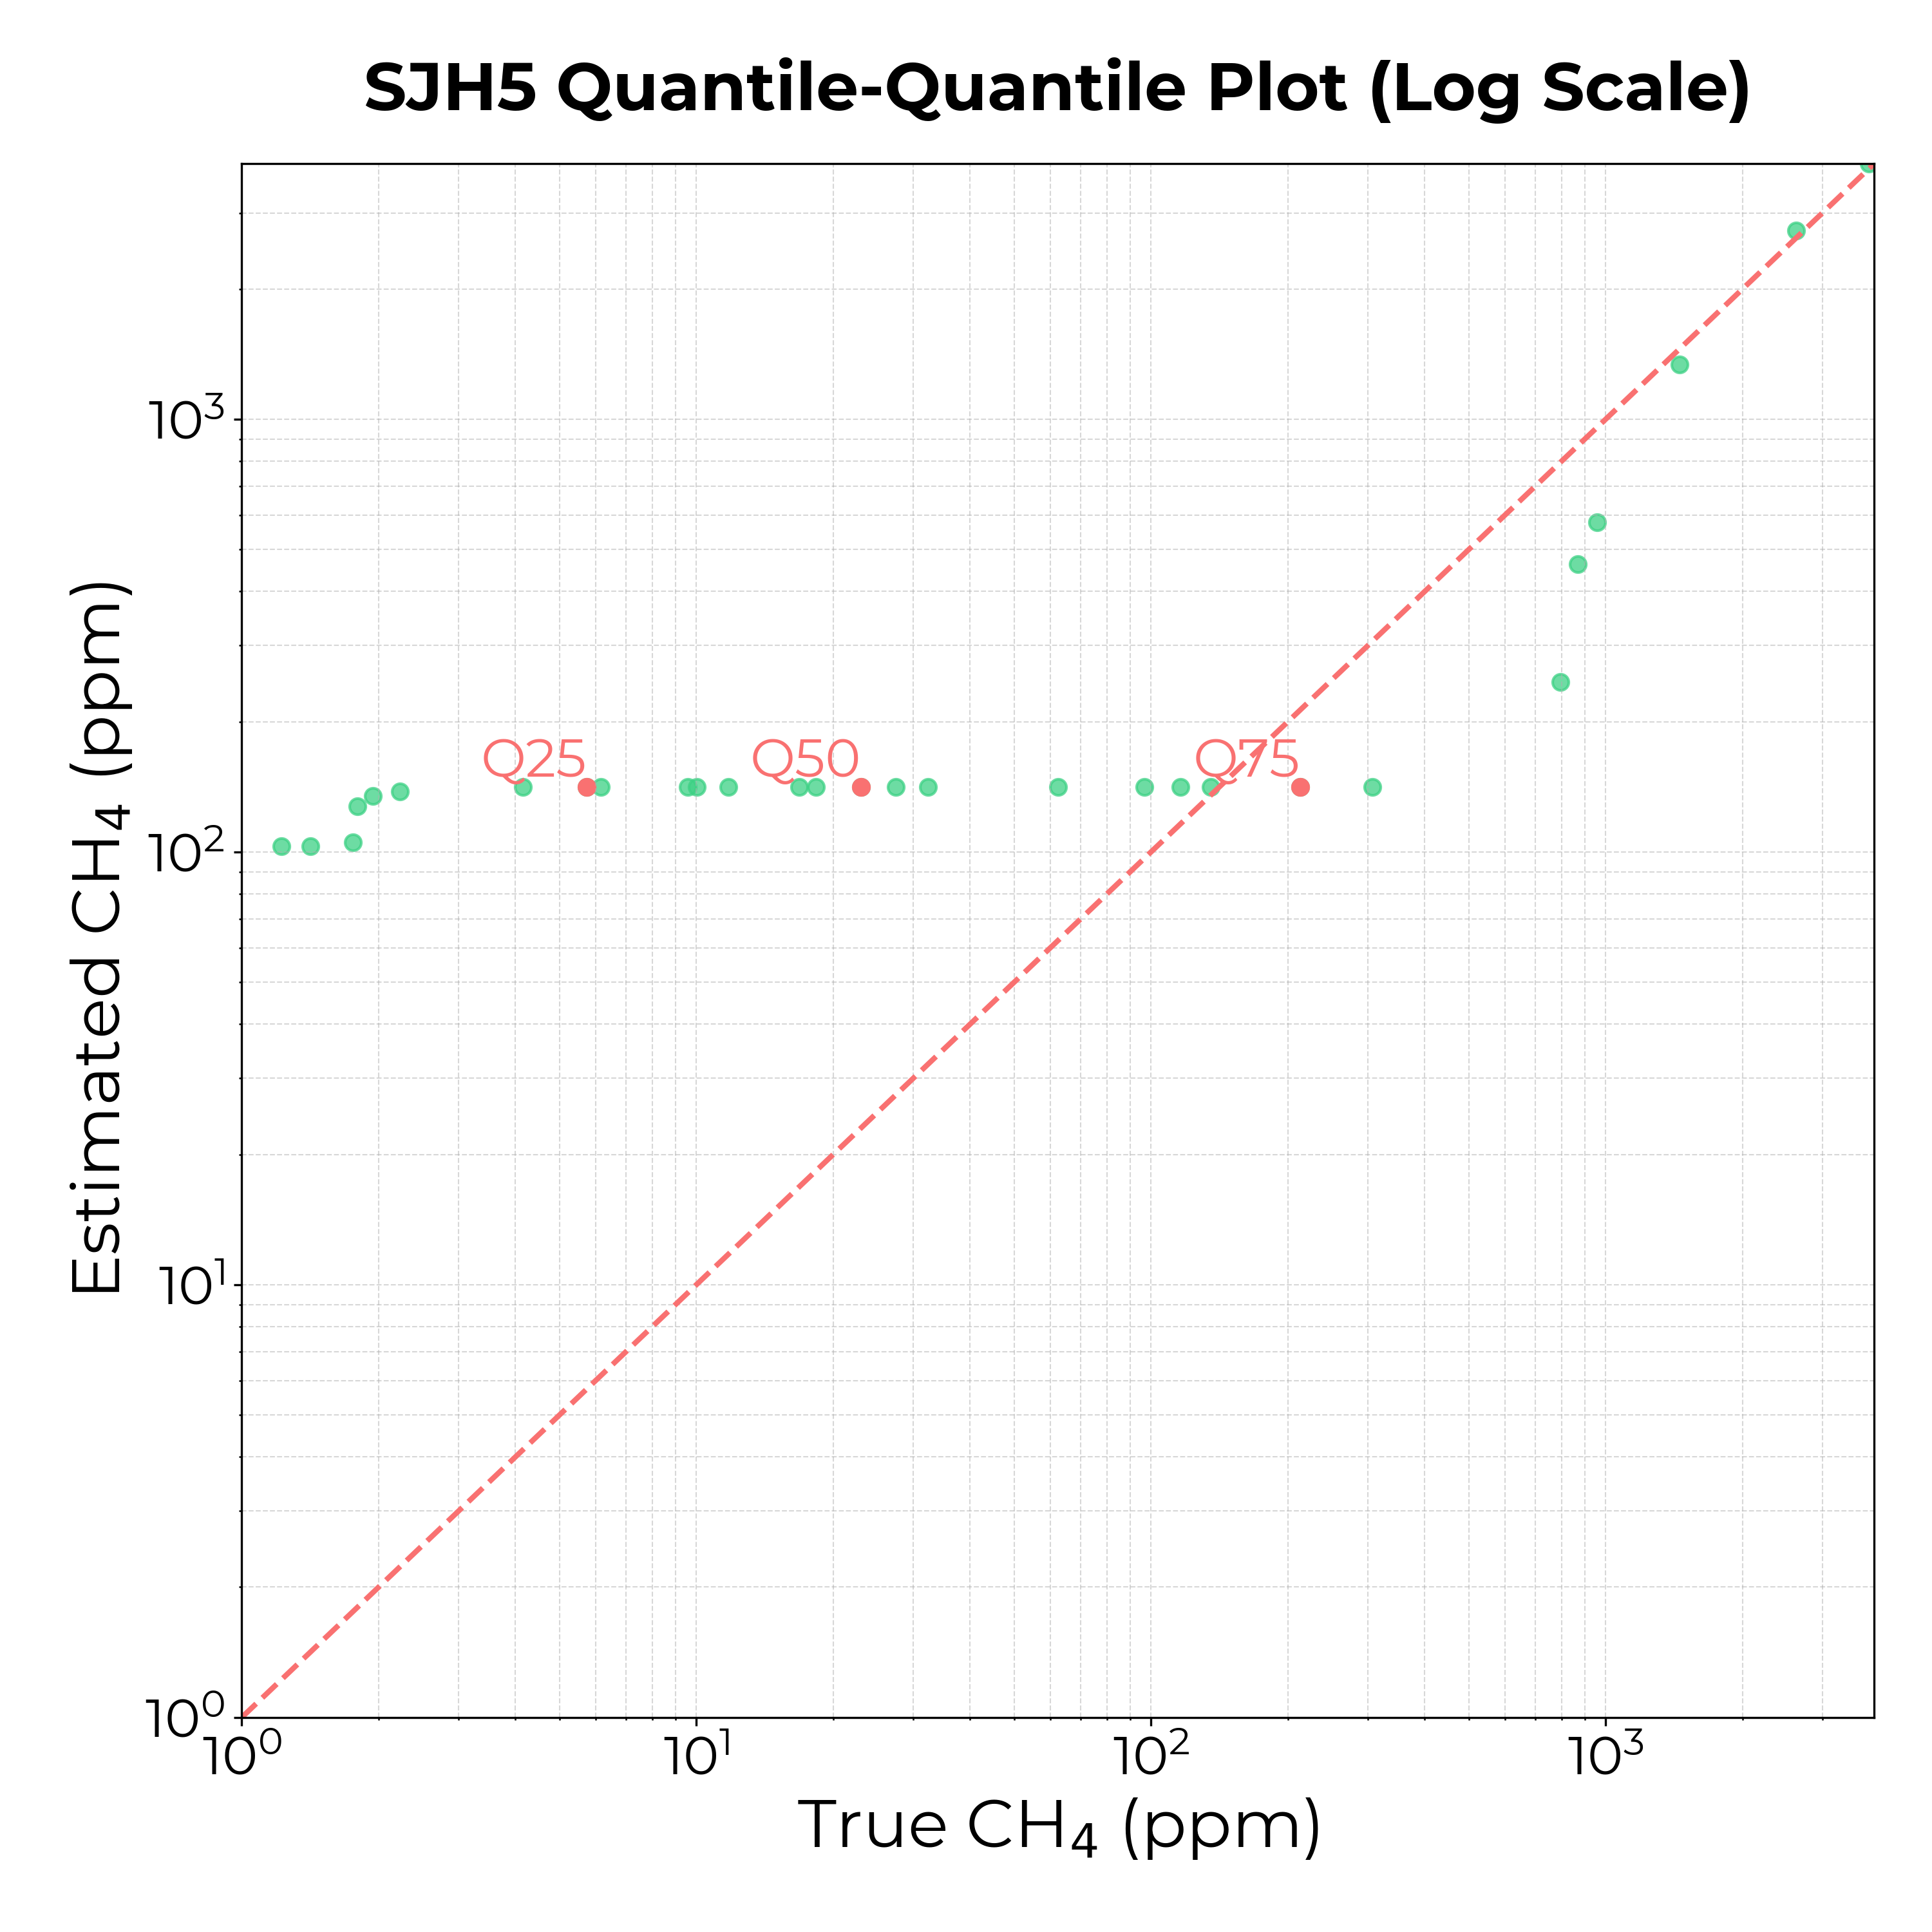 SJH5 Quantile-Quantile Plot (Log Scale)
Estimated CH₄ (ppm)
10³
10²
10¹
10⁰
Q25 Q50 Q75
10⁰ 10¹ 10² 10³
True CH₄ (ppm)